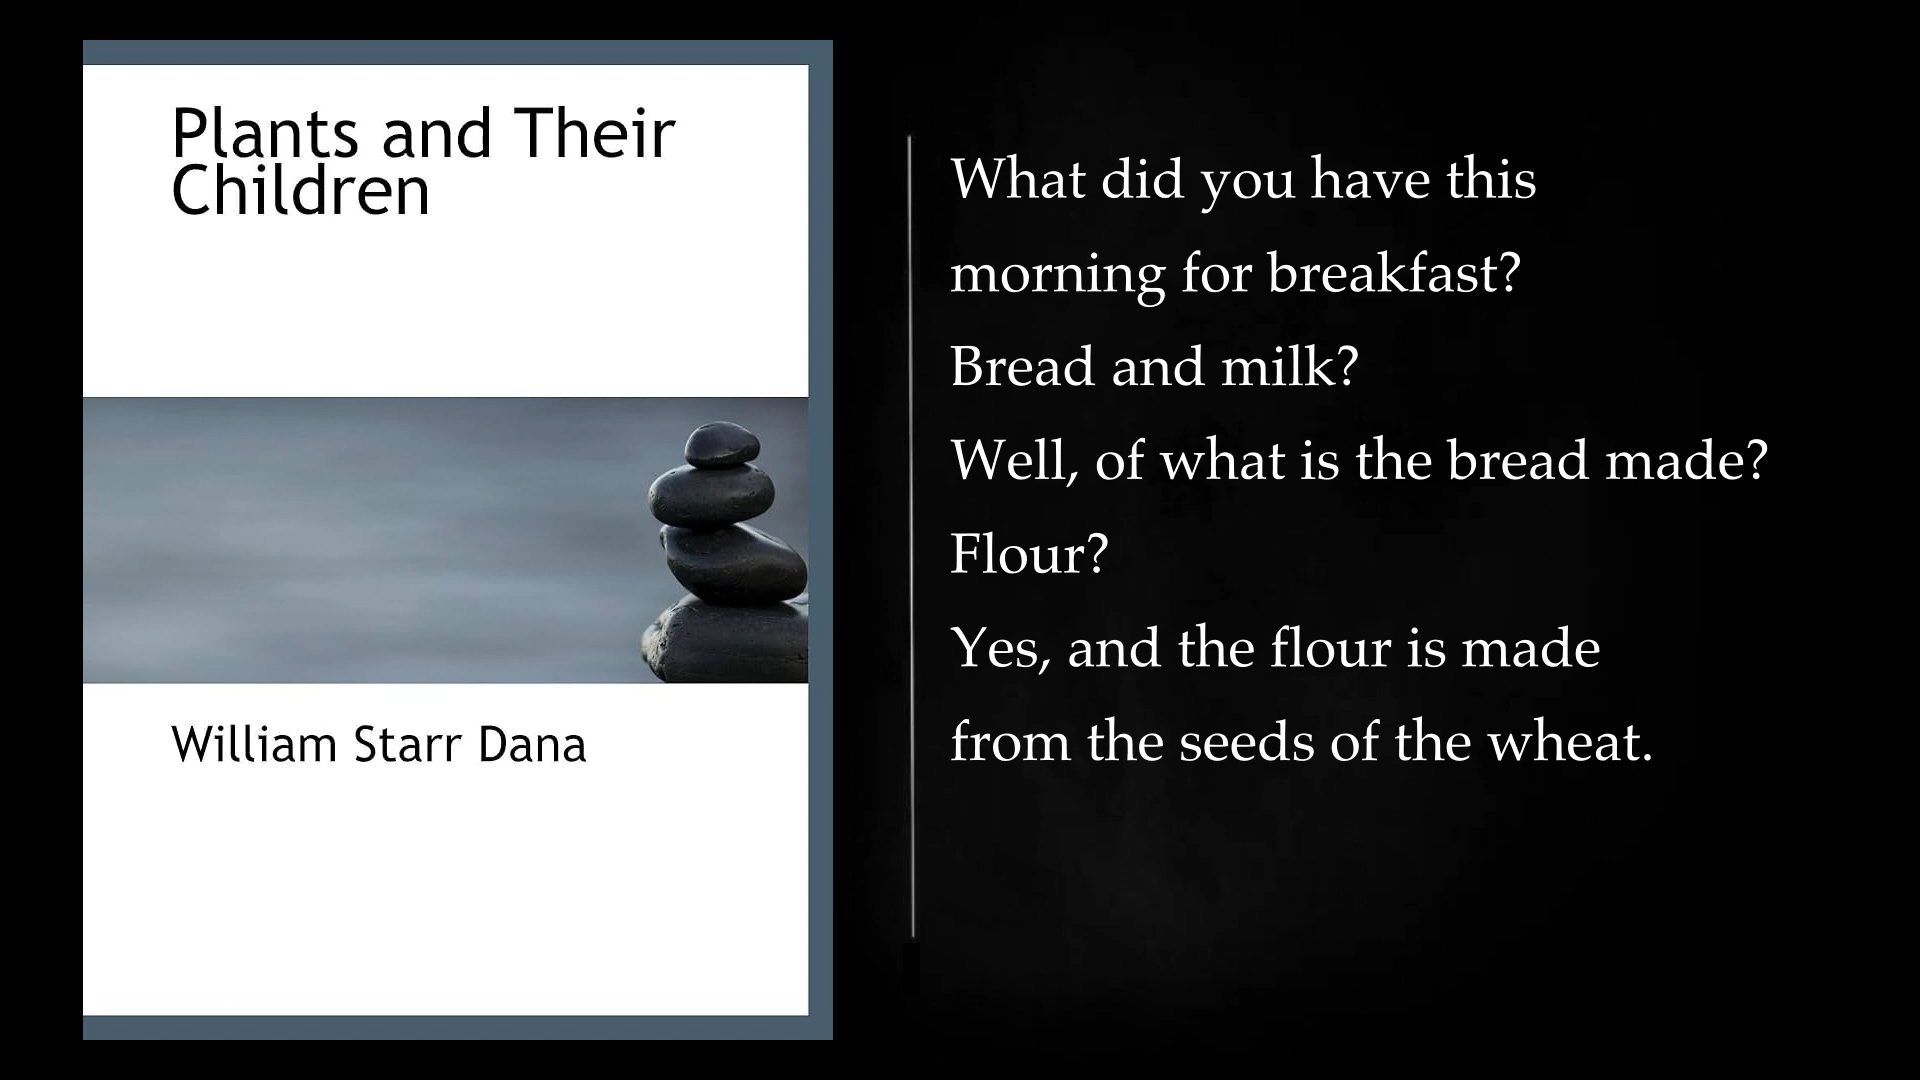 Plants and Their
Children
William Starr Dana
What did you have this
morning for breakfast?
Bread and milk?
Well, of what is the bread made?
Flour?
Yes, and the flour is made
from the seeds of the wheat.